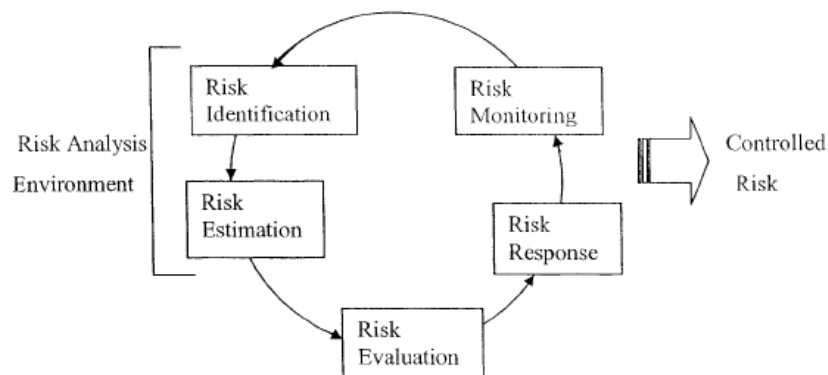 Risk
Identification
Risk
Monitoring
Risk Analysis
Environment
Controlled
Risk
Risk
Estimation
Risk
Response
Risk
Evaluation